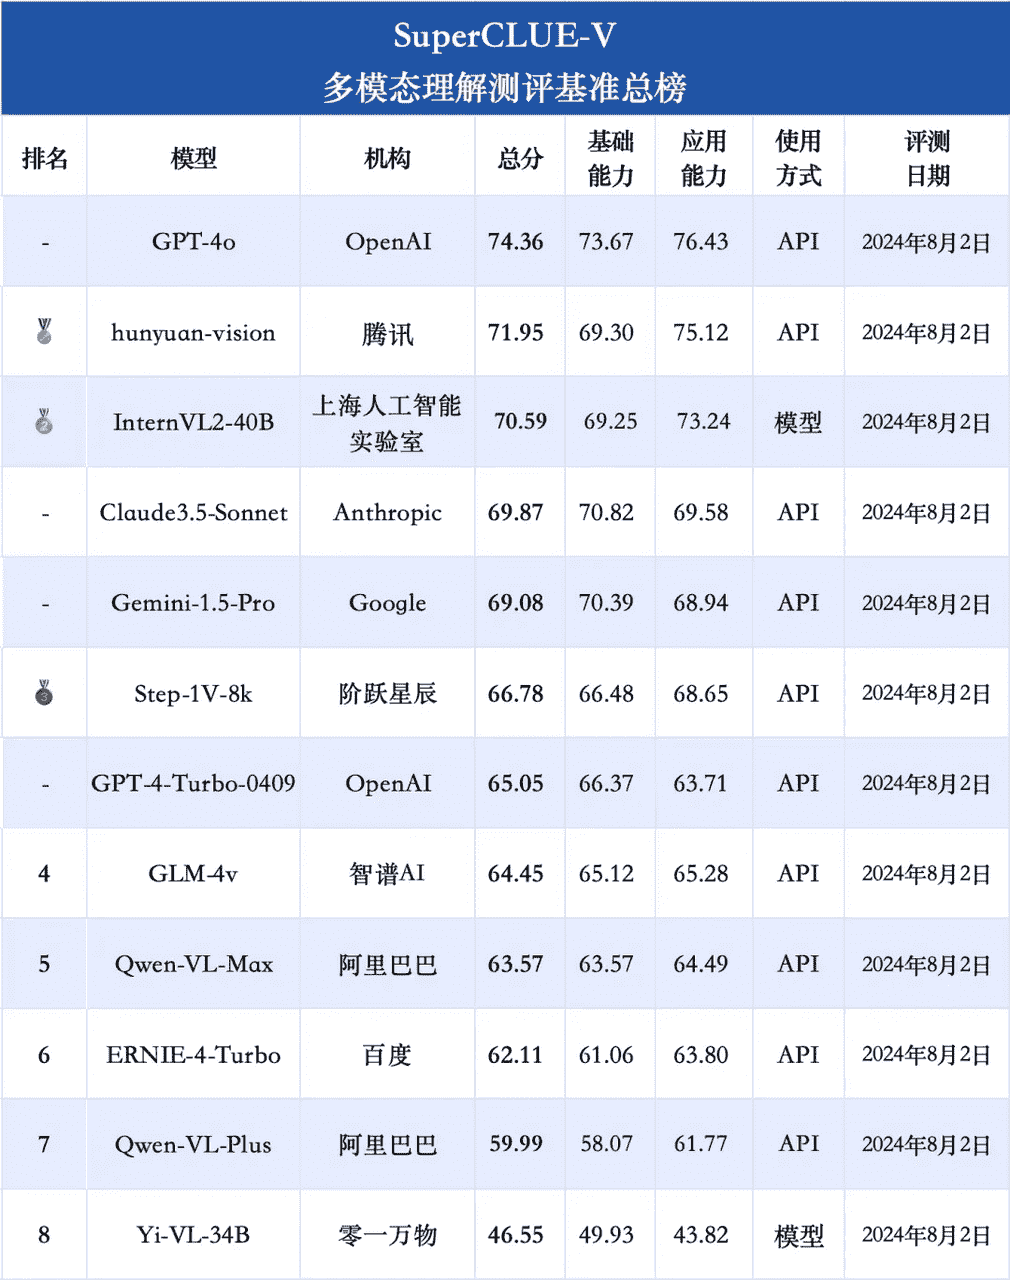 SuperCLUE-V
多模态理解测评基准总榜
排名 模型 机构 总分 基础能力 应用能力 使用方式 评测日期
- GPT-4o OpenAI 74.36 73.67 76.43 API 2024年8月2日
hunyuan-vision 腾讯 71.95 69.30 75.12 API 2024年8月2日
2 InternVL2-40B 上海人工智能实验室 70.59 69.25 73.24 模型 2024年8月2日
- Claude3.5-Sonnet Anthropic 69.87 70.82 69.58 API 2024年8月2日
- Gemini-1.5-Pro Google 69.08 70.39 68.94 API 2024年8月2日
3 Step-1V-8k 阶跃星辰 66.78 66.48 68.65 API 2024年8月2日
- GPT-4-Turbo-0409 OpenAI 65.05 66.37 63.71 API 2024年8月2日
4 GLM-4v 智谱AI 64.45 65.12 65.28 API 2024年8月2日
5 Qwen-VL-Max 阿里巴巴 63.57 63.57 64.49 API 2024年8月2日
6 ERNIE-4-Turbo 百度 62.11 61.06 63.80 API 2024年8月2日
7 Qwen-VL-Plus 阿里巴巴 59.99 58.07 61.77 API 2024年8月2日
8 Yi-VL-34B 零一万物 46.55 49.93 43.82 模型 2024年8月2日